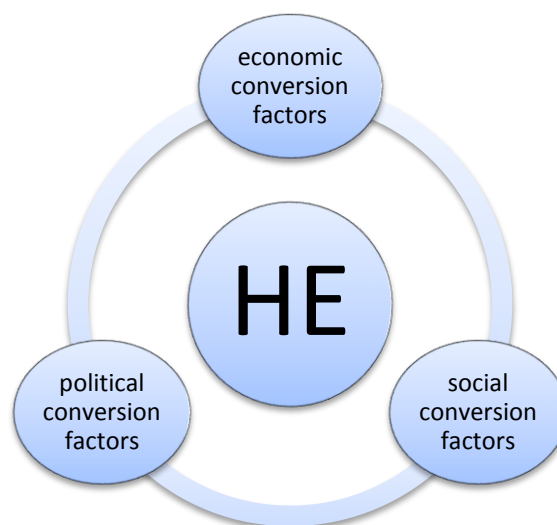 economic
conversion
factors
HE
political
conversion
factors
social
conversion
factors